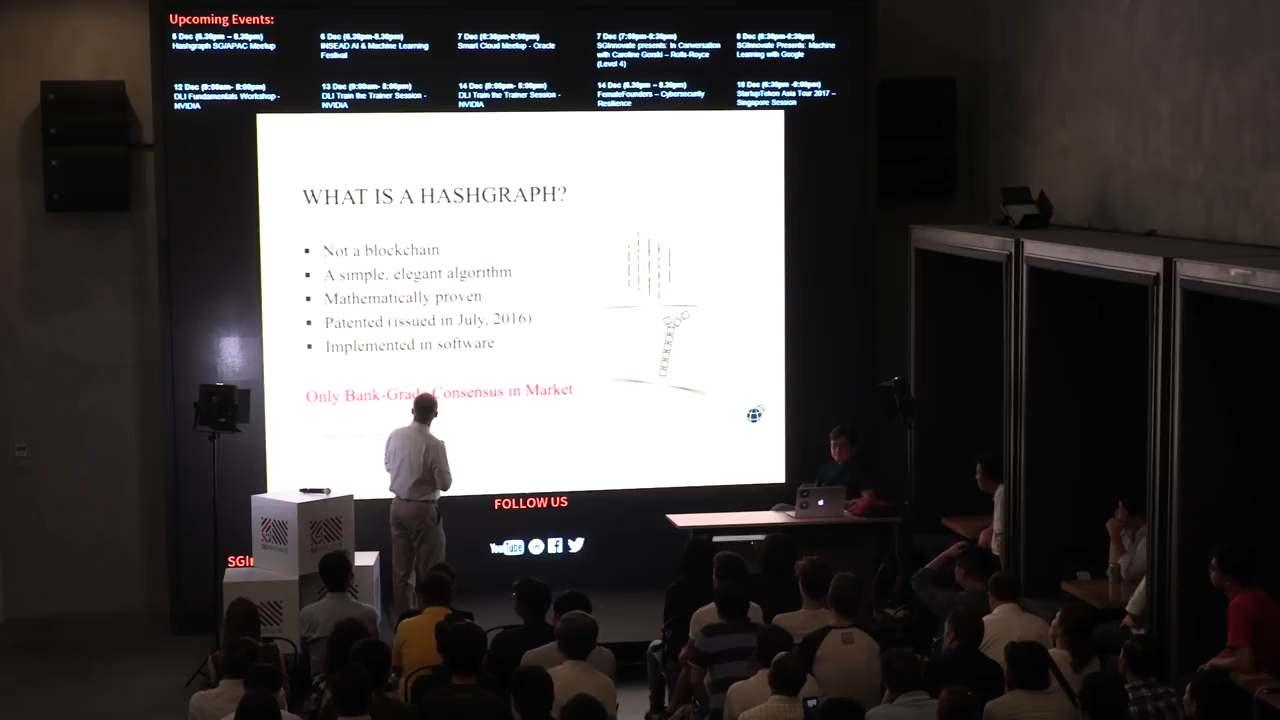 Upcoming Events:
5 Dec (6.30pm – 8.30pm)
Hashgraph SG/APAC Meetup
6 Dec (6.30pm-8.30pm)
INSEAD AI & Machine Learning
Festival
7 Dec (6:30pm-9:00pm)
Smart Cloud Meetup - Oracle
7 Dec (7:00pm-8:30pm)
SGInnovate presents: In Conversation
with Caroline Gorski – Rolls-Royce
(Level 4)
8 Dec (6:30pm-8:30pm)
SGInnovate Presents: Machine
Learning with Google
12 Dec (9:00am- 5:00pm)
DLI Fundamentals Workshop -
NVIDIA
13 Dec (9:00am- 5:00pm)
DLI Train the Trainer Session -
NVIDIA
14 Dec (9:00am- 5:00pm)
DLI Train the Trainer Session -
NVIDIA
14 Dec (6.30pm – 8.30pm)
FemaleFounders – Cybersecurity
Resilience
18 Dec (6:30pm -9:00pm)
StartupToken Asia Tour 2017 –
Singapore Session
WHAT IS A HASHGRAPH?
▪ Not a blockchain
▪ A simple, elegant algorithm
▪ Mathematically proven
▪ Patented (issued in July, 2016)
▪ Implemented in software
Only Bank-Grade Consensus in Market
FOLLOW US
YouTube
SGI